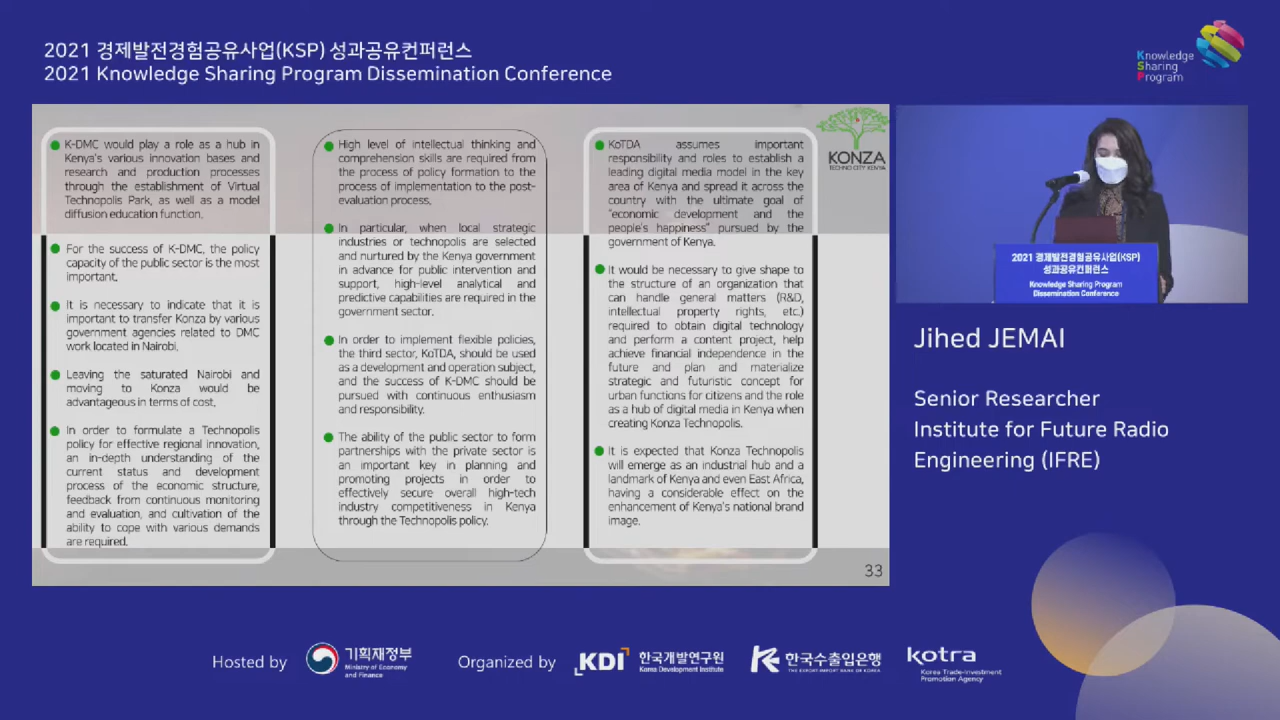 2021 경제발전경험공유사업(KSP) 성과공유컨퍼런스
2021 Knowledge Sharing Program Dissemination Conference
Knowledge
Sharing
Program
K-DMC would play a role as a hub in
Kenya's various innovation bases and
research and production processes
through the establishment of Virtual
Technopolis Park, as well as a model
diffusion education function.
For the success of K-DMC, the policy
capacity of the public sector is the most
important.
It is necessary to indicate that it is
important to transfer Konza by various
government agencies related to DMC
work located in Nairobi.
Leaving the saturated Nairobi and
moving to Konza would be
advantageous in terms of cost.
In order to formulate a Technopolis
policy for effective regional innovation,
an in-depth understanding of the
current status and development
process of the economic structure,
feedback from continuous monitoring
and evaluation, and cultivation of the
ability to cope with various demands
are required.
High level of intellectual thinking and
comprehension skills are required from
the process of policy formation to the
process of implementation to the post-
evaluation process.
In particular, when local strategic
industries or technopolis are selected
and nurtured by the Kenya government
in advance for public intervention and
support, high-level analytical and
predictive capabilities are required in the
government sector.
In order to implement flexible policies,
the third sector, KoTDA, should be used
as a development and operation subject,
and the success of K-DMC should be
pursued with continuous enthusiasm
and responsibility.
The ability of the public sector to form
partnerships with the private sector is
an important key in planning and
promoting projects in order to
effectively secure overall high-tech
industry competitiveness in Kenya
through the Technopolis policy.
KoTDA assumes important
responsibility and roles to establish a
leading digital media model in the key
area of Kenya and spread it across the
country with the ultimate goal of
"economic development and the
people's happiness" pursued by the
government of Kenya.
It would be necessary to give shape to
the structure of an organization that
can handle general matters (R&D,
intellectual property rights, etc.)
required to obtain digital technology
and perform a content project, help
achieve financial independence in the
future and plan and materialize
strategic and futuristic concept for
urban functions for citizens and the role
as a hub of digital media in Kenya when
creating Konza Technopolis.
It is expected that Konza Technopolis
will emerge as an industrial hub and a
landmark of Kenya and even East Africa,
having a considerable effect on the
enhancement of Kenya's national brand
image.
KONZA
TECHNO CITY KENYA
33
2021 경제발전경험공유사업(KSP)
성과공유컨퍼런스
Knowledge Sharing Program
Dissemination Conference
Jihed JEMAI
Senior Researcher
Institute for Future Radio
Engineering (IFRE)
Hosted by
기획재정부
Ministry of Economy
and Finance
Organized by
KDI
한국개발연구원
Korea Development Institute
한국수출입은행
THE EXPORT-IMPORT BANK OF KOREA
kotra
Korea Trade-Investment
Promotion Agency